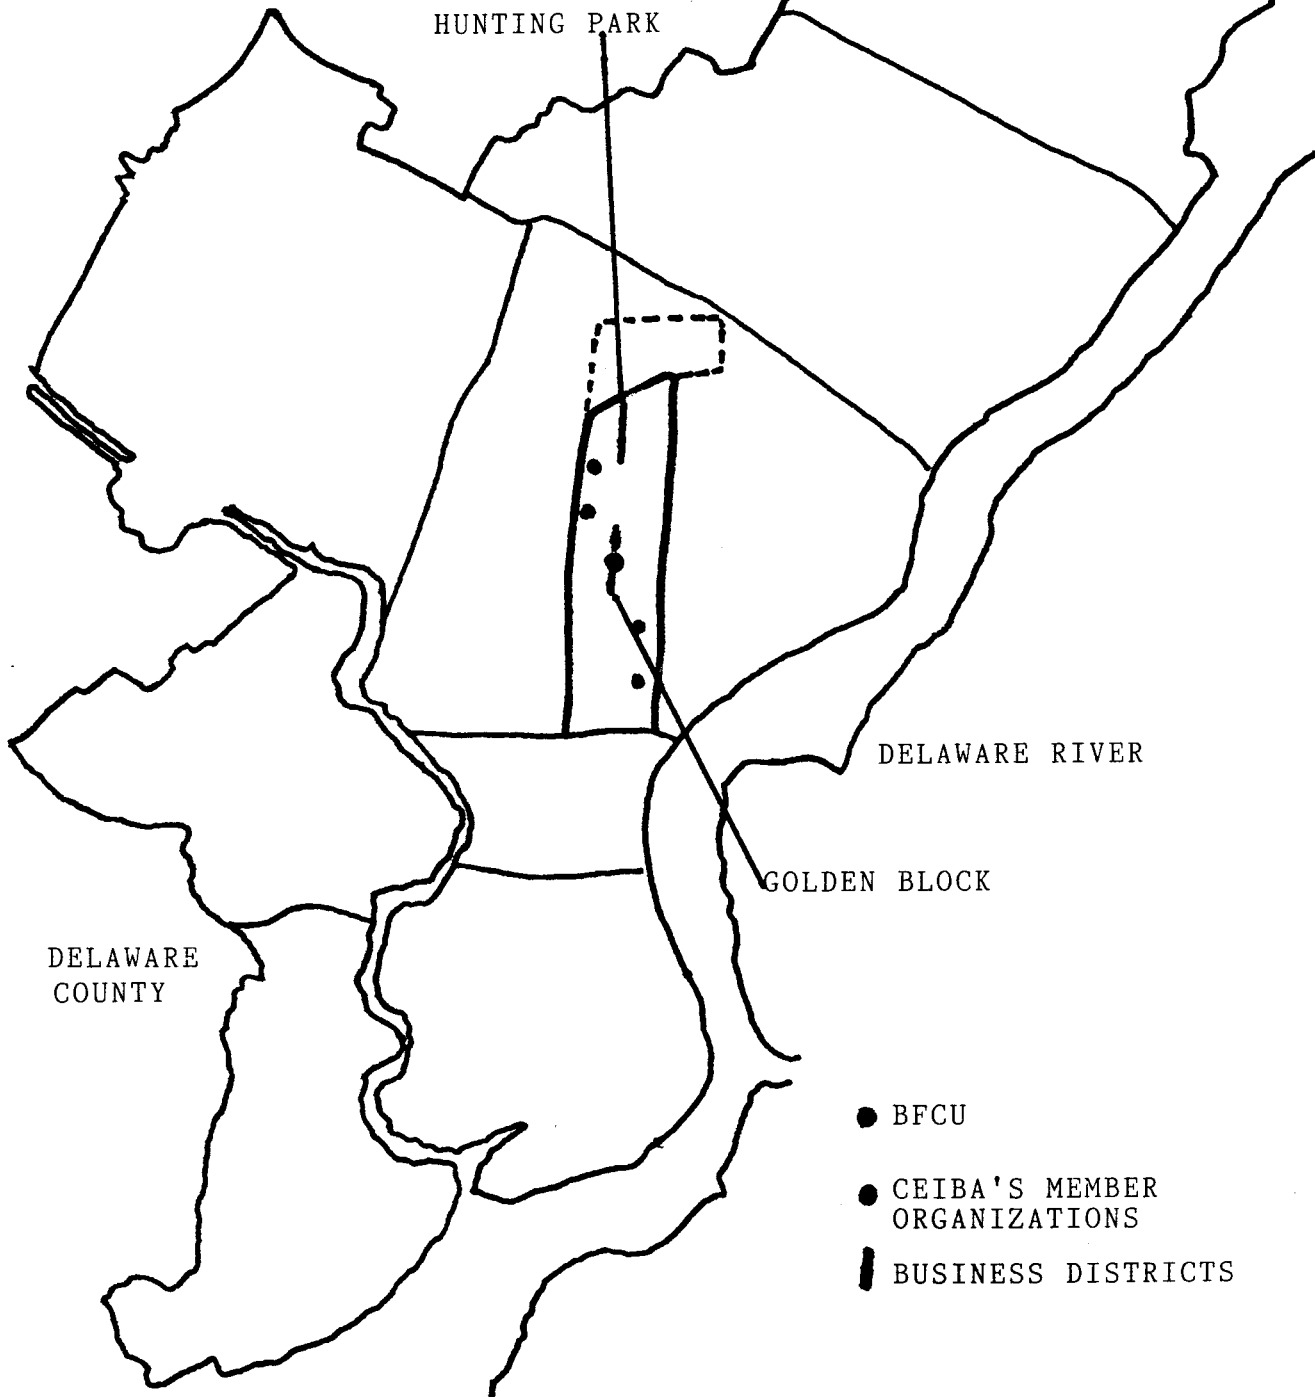 HUNTING PARK
DELAWARE RIVER
GOLDEN BLOCK
DELAWARE
COUNTY
BFCU
CEIBA'S MEMBER
ORGANIZATIONS
BUSINESS DISTRICTS